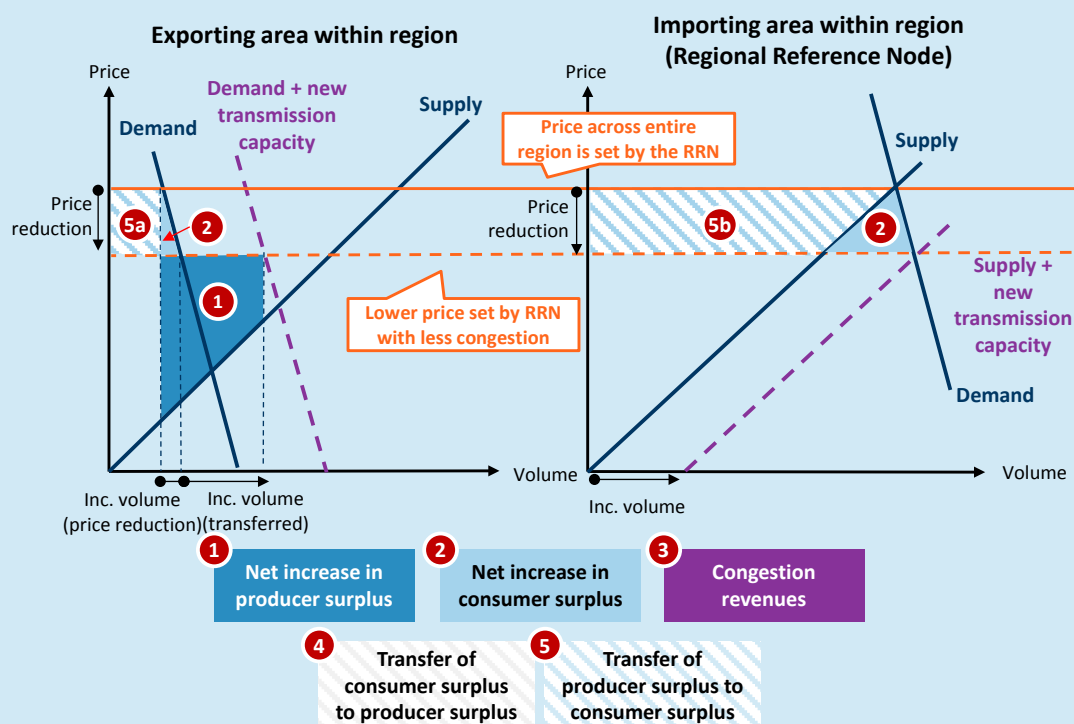 Exporting area within region
Price
Demand
Demand + new
transmission
capacity
Supply
Price
reduction
5a
2
1
Volume
Inc. volume
(price reduction)
Inc. volume
(transferred)
Price across entire
region is set by the RRN
Lower price set by RRN
with less congestion
Importing area within region
(Regional Reference Node)
Price
Supply
Price
reduction
5b
2
Supply +
new
transmission
capacity
Demand
Volume
Inc. volume
1
Net increase in
producer surplus
2
Net increase in
consumer surplus
3
Congestion
revenues
4
Transfer of
consumer surplus
to producer surplus
5
Transfer of
producer surplus to
consumer surplus